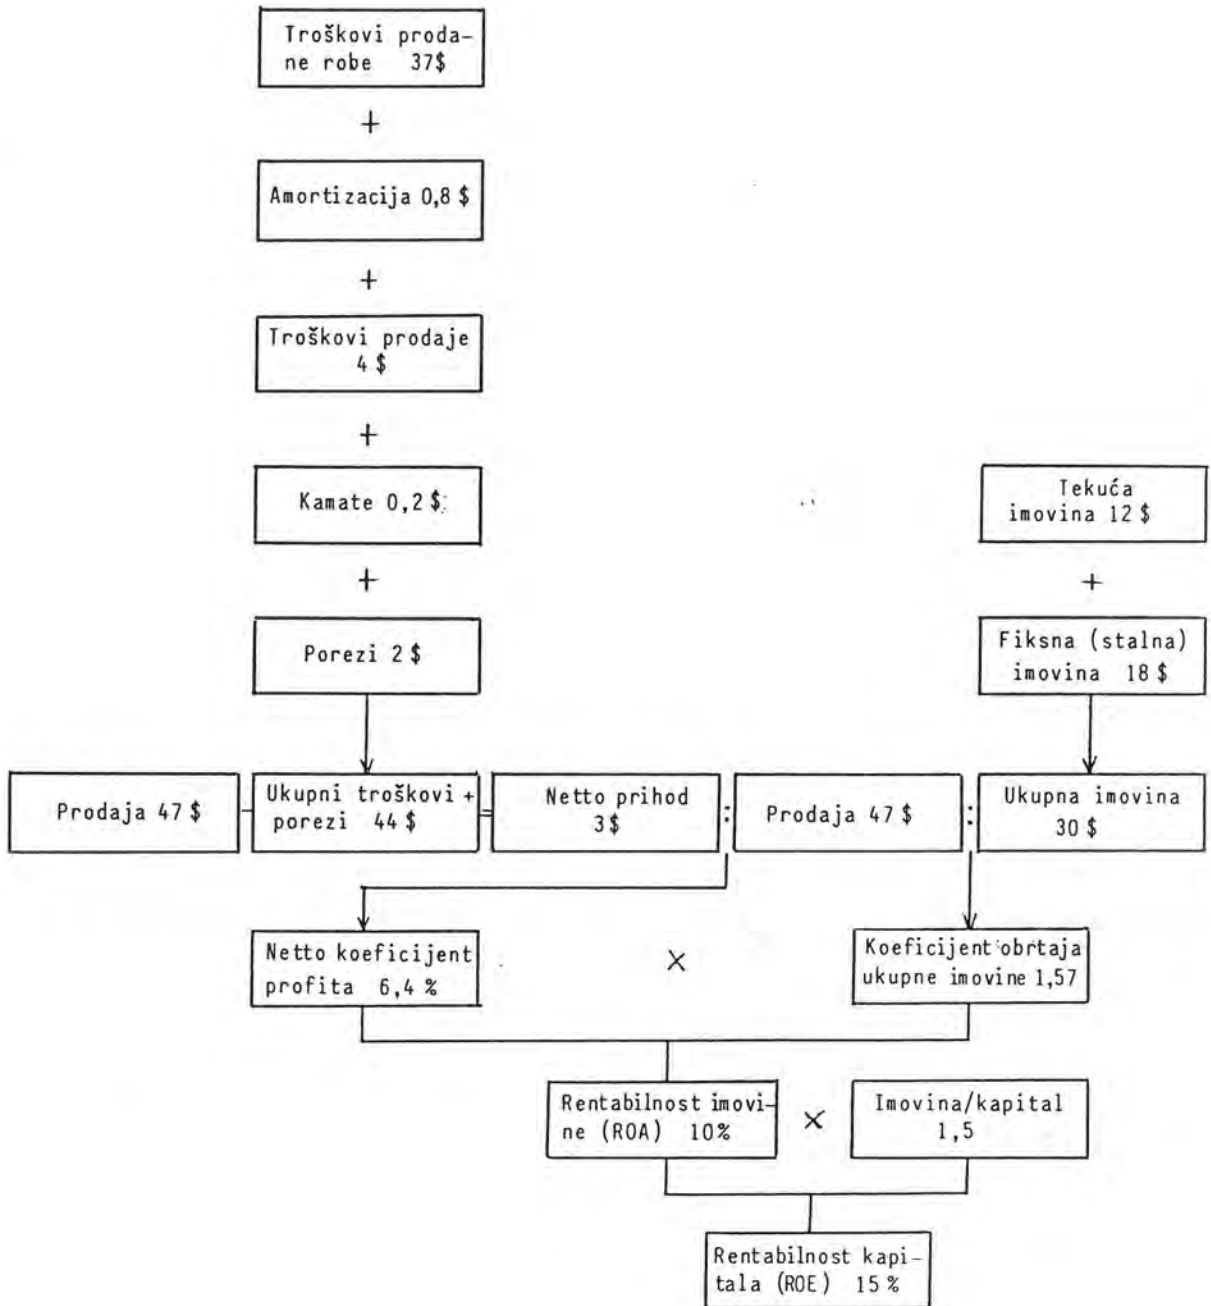 Troškovi proda-
ne robe 37$
+
Amortizacija 0,8 $
+
Troškovi prodaje
4 $
+
Kamate 0,2 $
+
Porezi 2 $
Tekuća
imovina 12 $
+
Fiksna (stalna)
imovina 18 $
Prodaja 47 $
-
Ukupni troškovi +
porezi 44 $
=
Netto prihod
3 $
:
Prodaja 47 $
:
Ukupna imovina
30 $
Netto koeficijent
profita 6,4 %
×
Koeficijent obrtaja
ukupne imovine 1,57
Rentabilnost imovi-
ne (ROA) 10%
×
Imovina/kapital
1,5
Rentabilnost kapi-
tala (ROE) 15 %